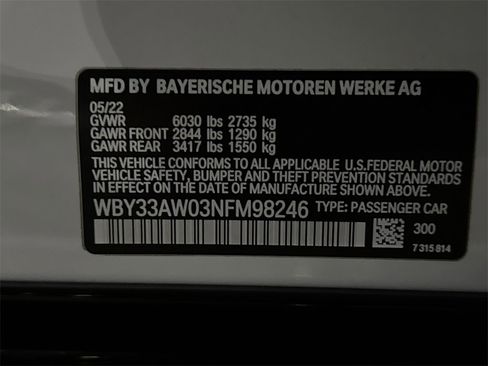 MFD BY BAYERISCHE MOTOREN WERKE AG
05/22
GVWR 6030 lbs 2735 kg
GAWR FRONT 2844 lbs 1290 kg
GAWR REAR 3417 lbs 1550 kg
THIS VEHICLE CONFORMS TO ALL APPLICABLE U.S.FEDERAL MOTOR
VEHICLE SAFETY, BUMPER AND THEFT PREVENTION STANDARDS
IN EFFECT ON THE DATE OF MANUFACTURE SHOWN ABOVE.
WBY33AW03NFM98246 TYPE: PASSENGER CAR
300
7 315 814